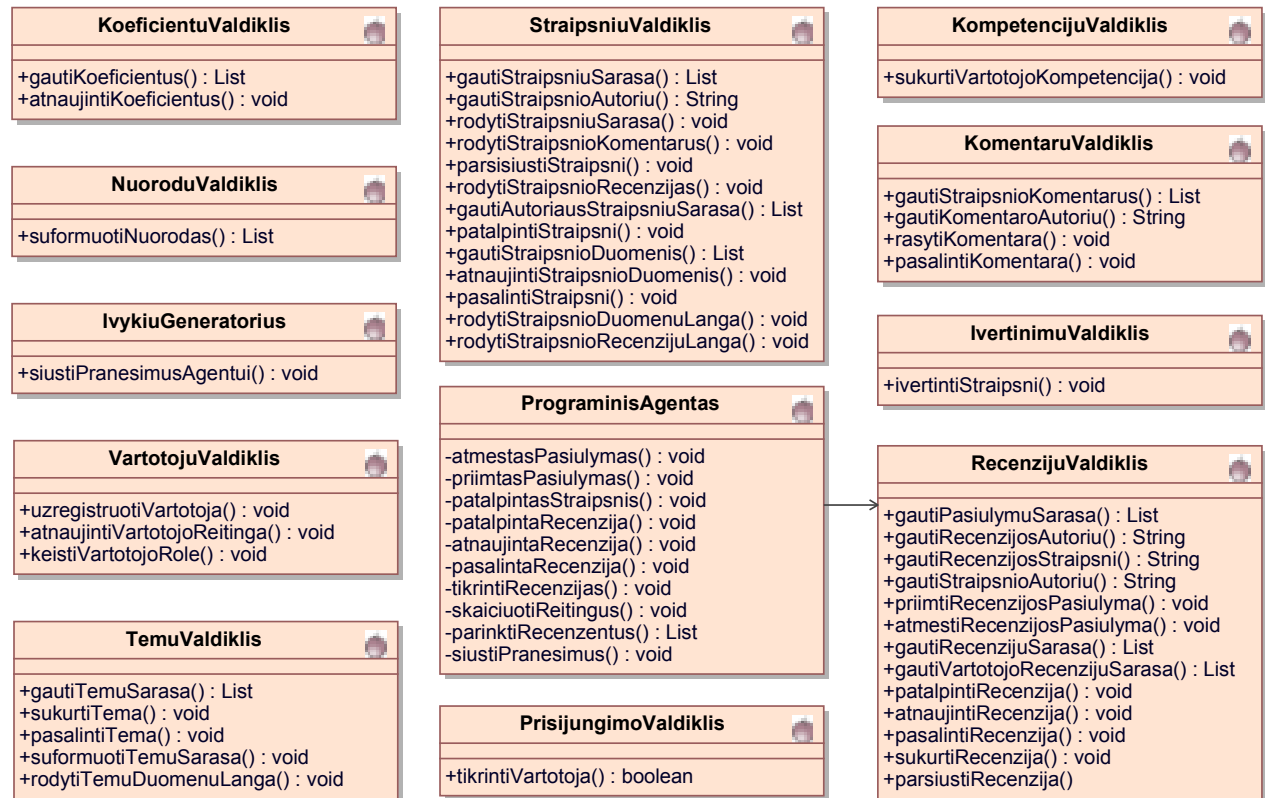 KoeficientuValdiklis
+gautiKoeficientus() : List
+atnaujintiKoeficientus() : void
NuoroduValdiklis
+suformuotiNuorodas() : List
IvykiuGeneratorius
+siustiPranesimusAgentui() : void
VartotojuValdiklis
+uzregistruotiVartotoja() : void
+atnaujintiVartotojoReitinga() : void
+keistiVartotojoRole() : void
TemuValdiklis
+gautiTemuSarasa() : List
+sukurtiTema() : void
+pasalintiTema() : void
+suformuotiTemuSarasa() : void
+rodytiTemuDuomenuLanga() : void
StraipsniuValdiklis
+gautiStraipsniuSarasa() : List
+gautiStraipsnioAutoriu() : String
+rodytiStraipsniuSarasa() : void
+rodytiStraipsnioKomentarus() : void
+parsisiustiStraipsni() : void
+rodytiStraipsnioRecenzijas() : void
+gautiAutoriausStraipsniuSarasa() : List
+patalpintiStraipsni() : void
+gautiStraipsnioDuomenis() : List
+atnaujintiStraipsnioDuomenis() : void
+pasalintiStraipsni() : void
+rodytiStraipsnioDuomenuLanga() : void
+rodytiStraipsnioRecenzijuLanga() : void
PrograminisAgentas
-atmestasPasiulymas() : void
-priimtasPasiulymas() : void
-patalpintasStraipsnis() : void
-patalpintaRecenzija() : void
-atnaujintaRecenzija() : void
-pasalintaRecenzija() : void
-tikrintiRecenzijas() : void
-skaiciuotiReitingus() : void
-parinktiRecenzentus() : List
-siustiPranesimus() : void
PrisijungimoValdiklis
+tikrintiVartotoja() : boolean
KompetencijuValdiklis
+sukurtiVartotojoKompetencija() : void
KomentaruValdiklis
+gautiStraipsnioKomentarus() : List
+gautiKomentaroAutoriu() : String
+rasytiKomentara() : void
+pasalintiKomentara() : void
IvertinimuValdiklis
+ivertintiStraipsni() : void
RecenzijuValdiklis
+gautiPasiulymuSarasa() : List
+gautiRecenzijosAutoriu() : String
+gautiRecenzijosStraipsni() : String
+gautiStraipsnioAutoriu() : String
+priimtiRecenzijosPasiulyma() : void
+atmestiRecenzijosPasiulyma() : void
+gautiRecenzijuSarasa() : List
+gautiVartotojoRecenzijuSarasa() : List
+patalpintiRecenzija() : void
+atnaujintiRecenzija() : void
+pasalintiRecenzija() : void
+sukurtiRecenzija() : void
+parsiustiRecenzija()